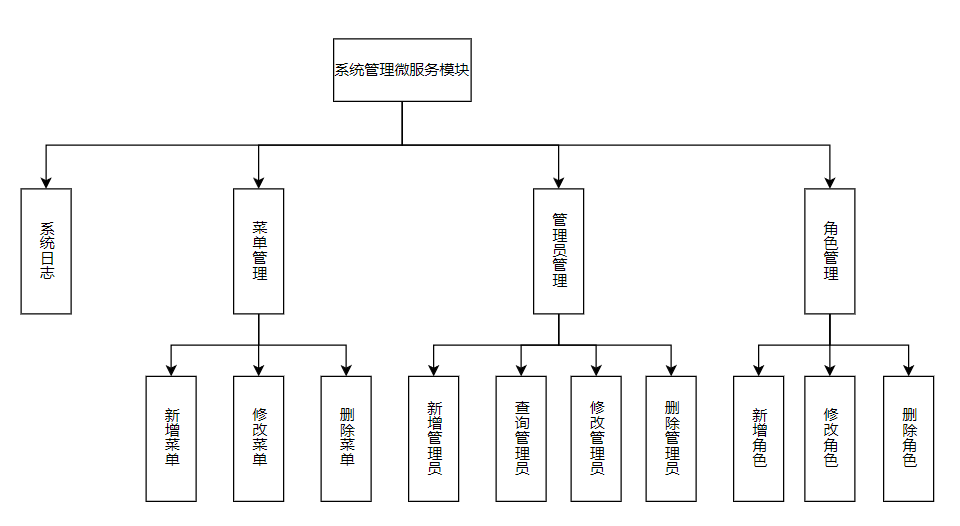 系统管理微服务模块
系统日志
菜单管理
管理员管理
角色管理
新增菜单
修改菜单
删除菜单
新增管理员
查询管理员
修改管理员
删除管理员
新增角色
修改角色
删除角色